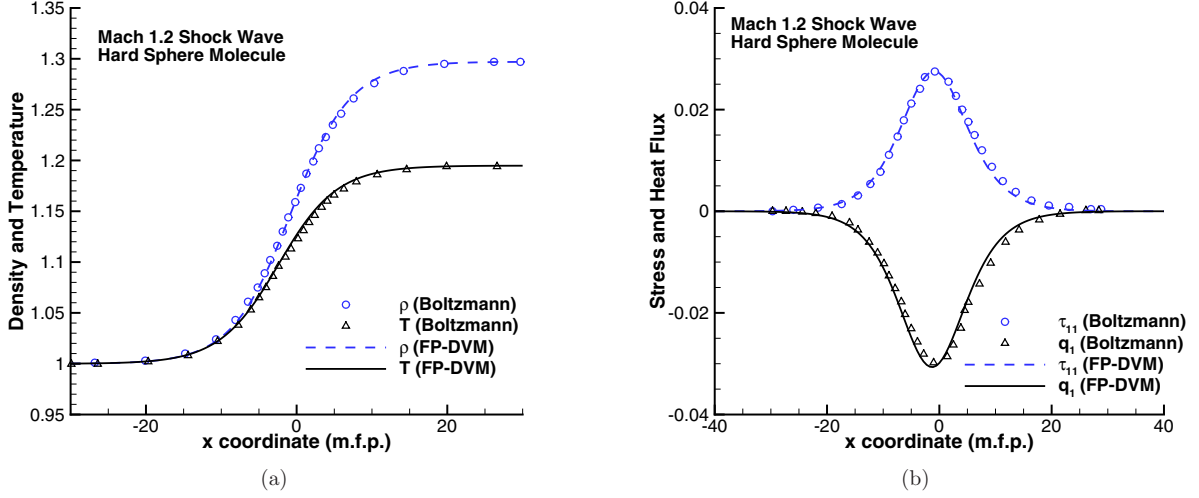 Mach 1.2 Shock Wave
Hard Sphere Molecule
Density and Temperature
1.35
1.3
1.25
1.2
1.15
1.1
1.05
1
0.95
-20
0
20
x coordinate (m.f.p.)
ρ (Boltzmann)
T (Boltzmann)
ρ (FP-DVM)
T (FP-DVM)
(a)
Mach 1.2 Shock Wave
Hard Sphere Molecule
Stress and Heat Flux
0.04
0.02
0
-0.02
-0.04
-40
-20
0
20
40
x coordinate (m.f.p.)
τ₁₁ (Boltzmann)
q₁ (Boltzmann)
τ₁₁ (FP-DVM)
q₁ (FP-DVM)
(b)